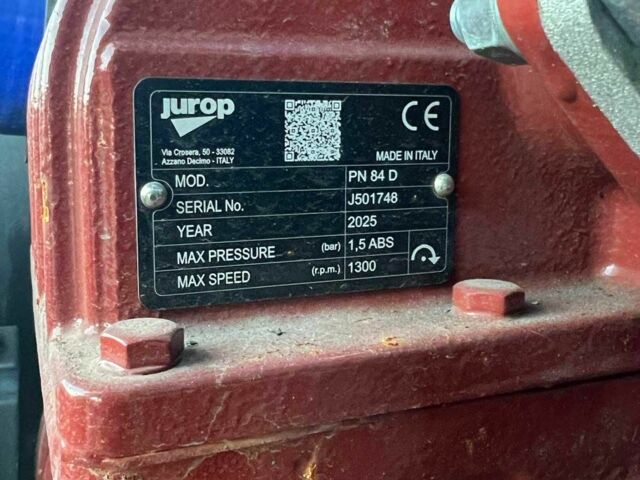 jurop
CE
Via Crosera, 50 - 33082
Azzano Decimo - ITALY
MADE IN ITALY
MOD. PN 84 D
SERIAL No. J501748
YEAR 2025
MAX PRESSURE (bar) 1,5 ABS
MAX SPEED (r.p.m.) 1300